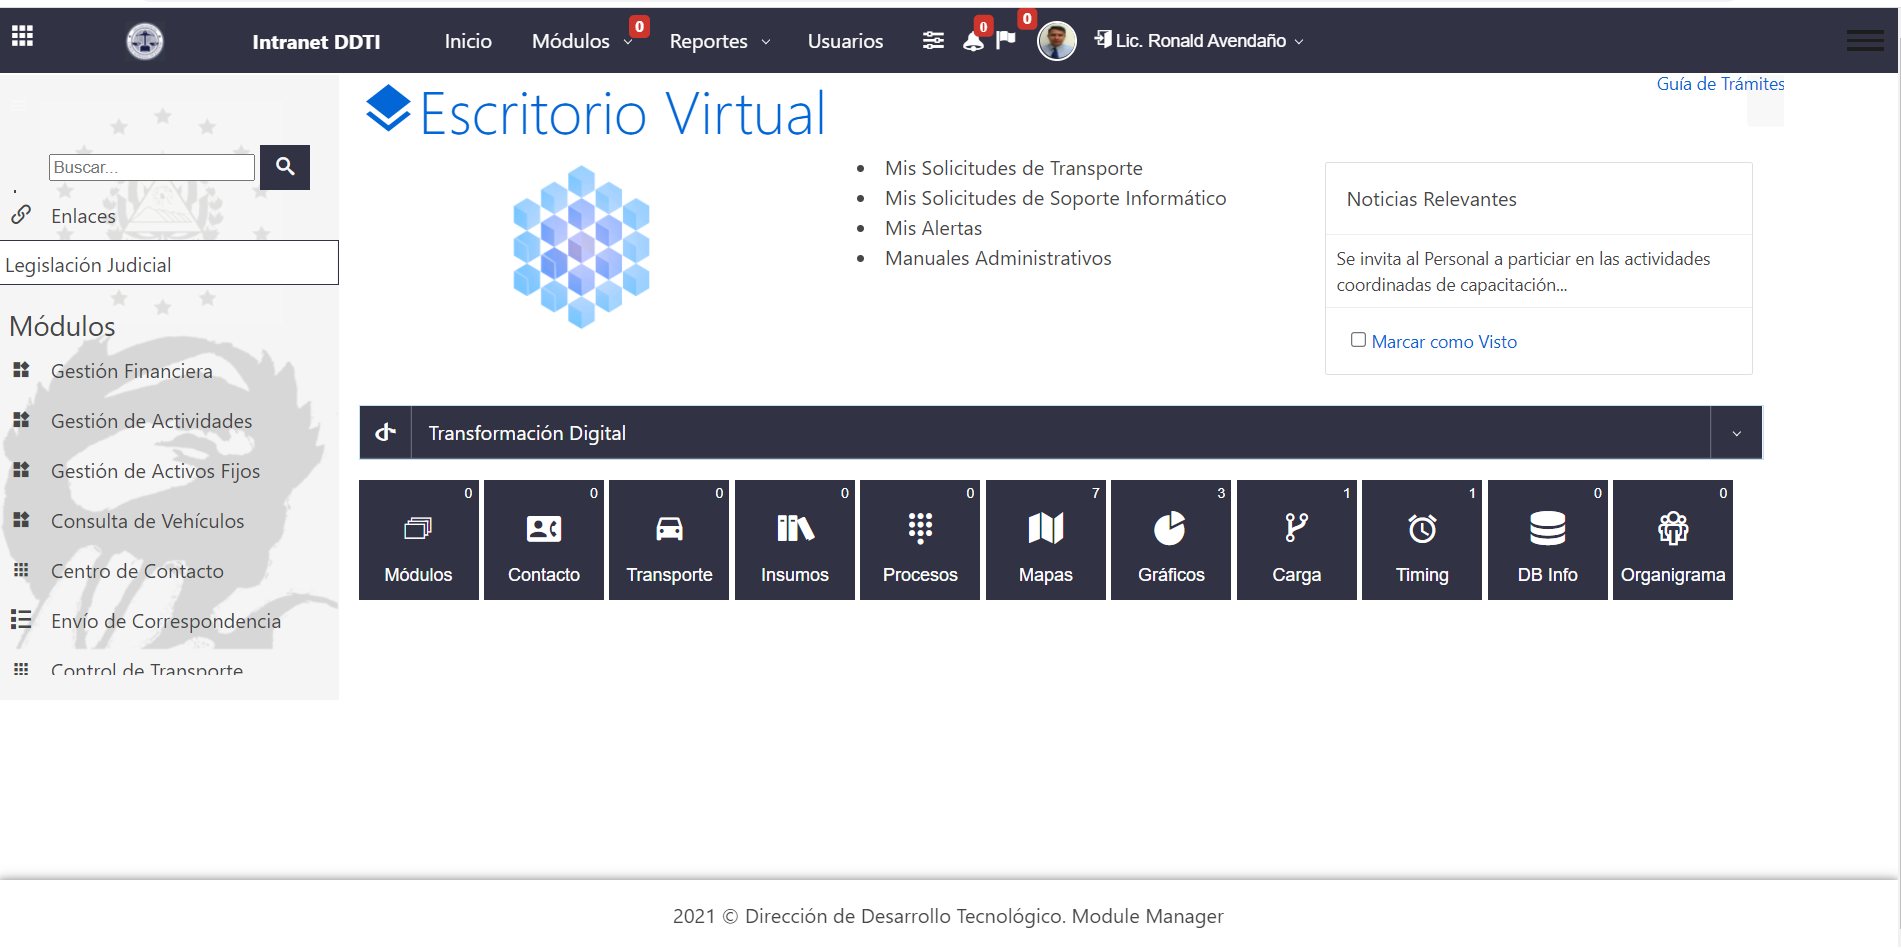 Intranet DDTI
Inicio
Módulos
0
Reportes
Usuarios
0
0
Lic. Ronald Avendaño
Buscar...
Enlaces
Legislación Judicial
Módulos
Gestión Financiera
Gestión de Actividades
Gestión de Activos Fijos
Consulta de Vehículos
Centro de Contacto
Envío de Correspondencia
Control de Transporte
Guía de Trámites
Escritorio Virtual
Mis Solicitudes de Transporte
Mis Solicitudes de Soporte Informático
Mis Alertas
Manuales Administrativos
Noticias Relevantes
Se invita al Personal a particiar en las actividades
coordinadas de capacitación...
Marcar como Visto
Transformación Digital
0
Módulos
0
Contacto
0
Transporte
0
Insumos
0
Procesos
7
Mapas
3
Gráficos
1
Carga
1
Timing
0
DB Info
0
Organigrama
2021 © Dirección de Desarrollo Tecnológico. Module Manager